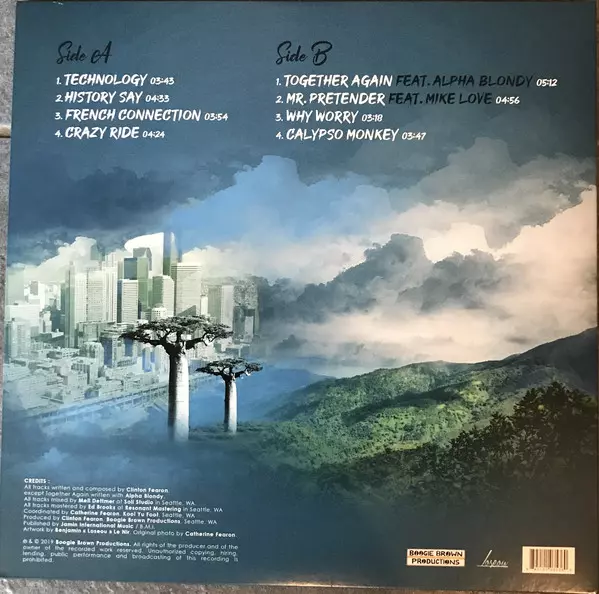 Side A
1. TECHNOLOGY 03:43
2. HISTORY SAY 04:33
3. FRENCH CONNECTION 03:54
4. CRAZY RIDE 04:24
Side B
1. TOGETHER AGAIN FEAT. ALPHA BLONDY 05:12
2. MR. PRETENDER FEAT. MIKE LOVE 04:56
3. WHY WORRY 03:18
4. CALYPSO MONKEY 03:47
CREDITS :
All tracks written and composed by Clinton Fearon
except Together Again written with Alpha Blondy.
All tracks mixed by Mell Dettmer at Soli Studio in Seattle, WA
All tracks mastered by Ed Brooks at Resonant Mastering in Seattle, WA
Coordinated by Catherine Fearon, Kool Yu Foot, Seattle, WA
Produced by Clinton Fearon, Boogie Brown Productions, Seattle, WA
Published by Jamin International Music / B.M.I.
Artwork by Benjamin a Loseau & Le Nir. Original photo by Catherine Fearon
℗ & © 2019 Boogie Brown Productions. All rights of the producer and of the
owner of the recorded work reserved. Unauthorized copying, hiring,
lending, public performance and broadcasting of this recording is
prohibited.
BOOGIE BROWN
PRODUCTIONS